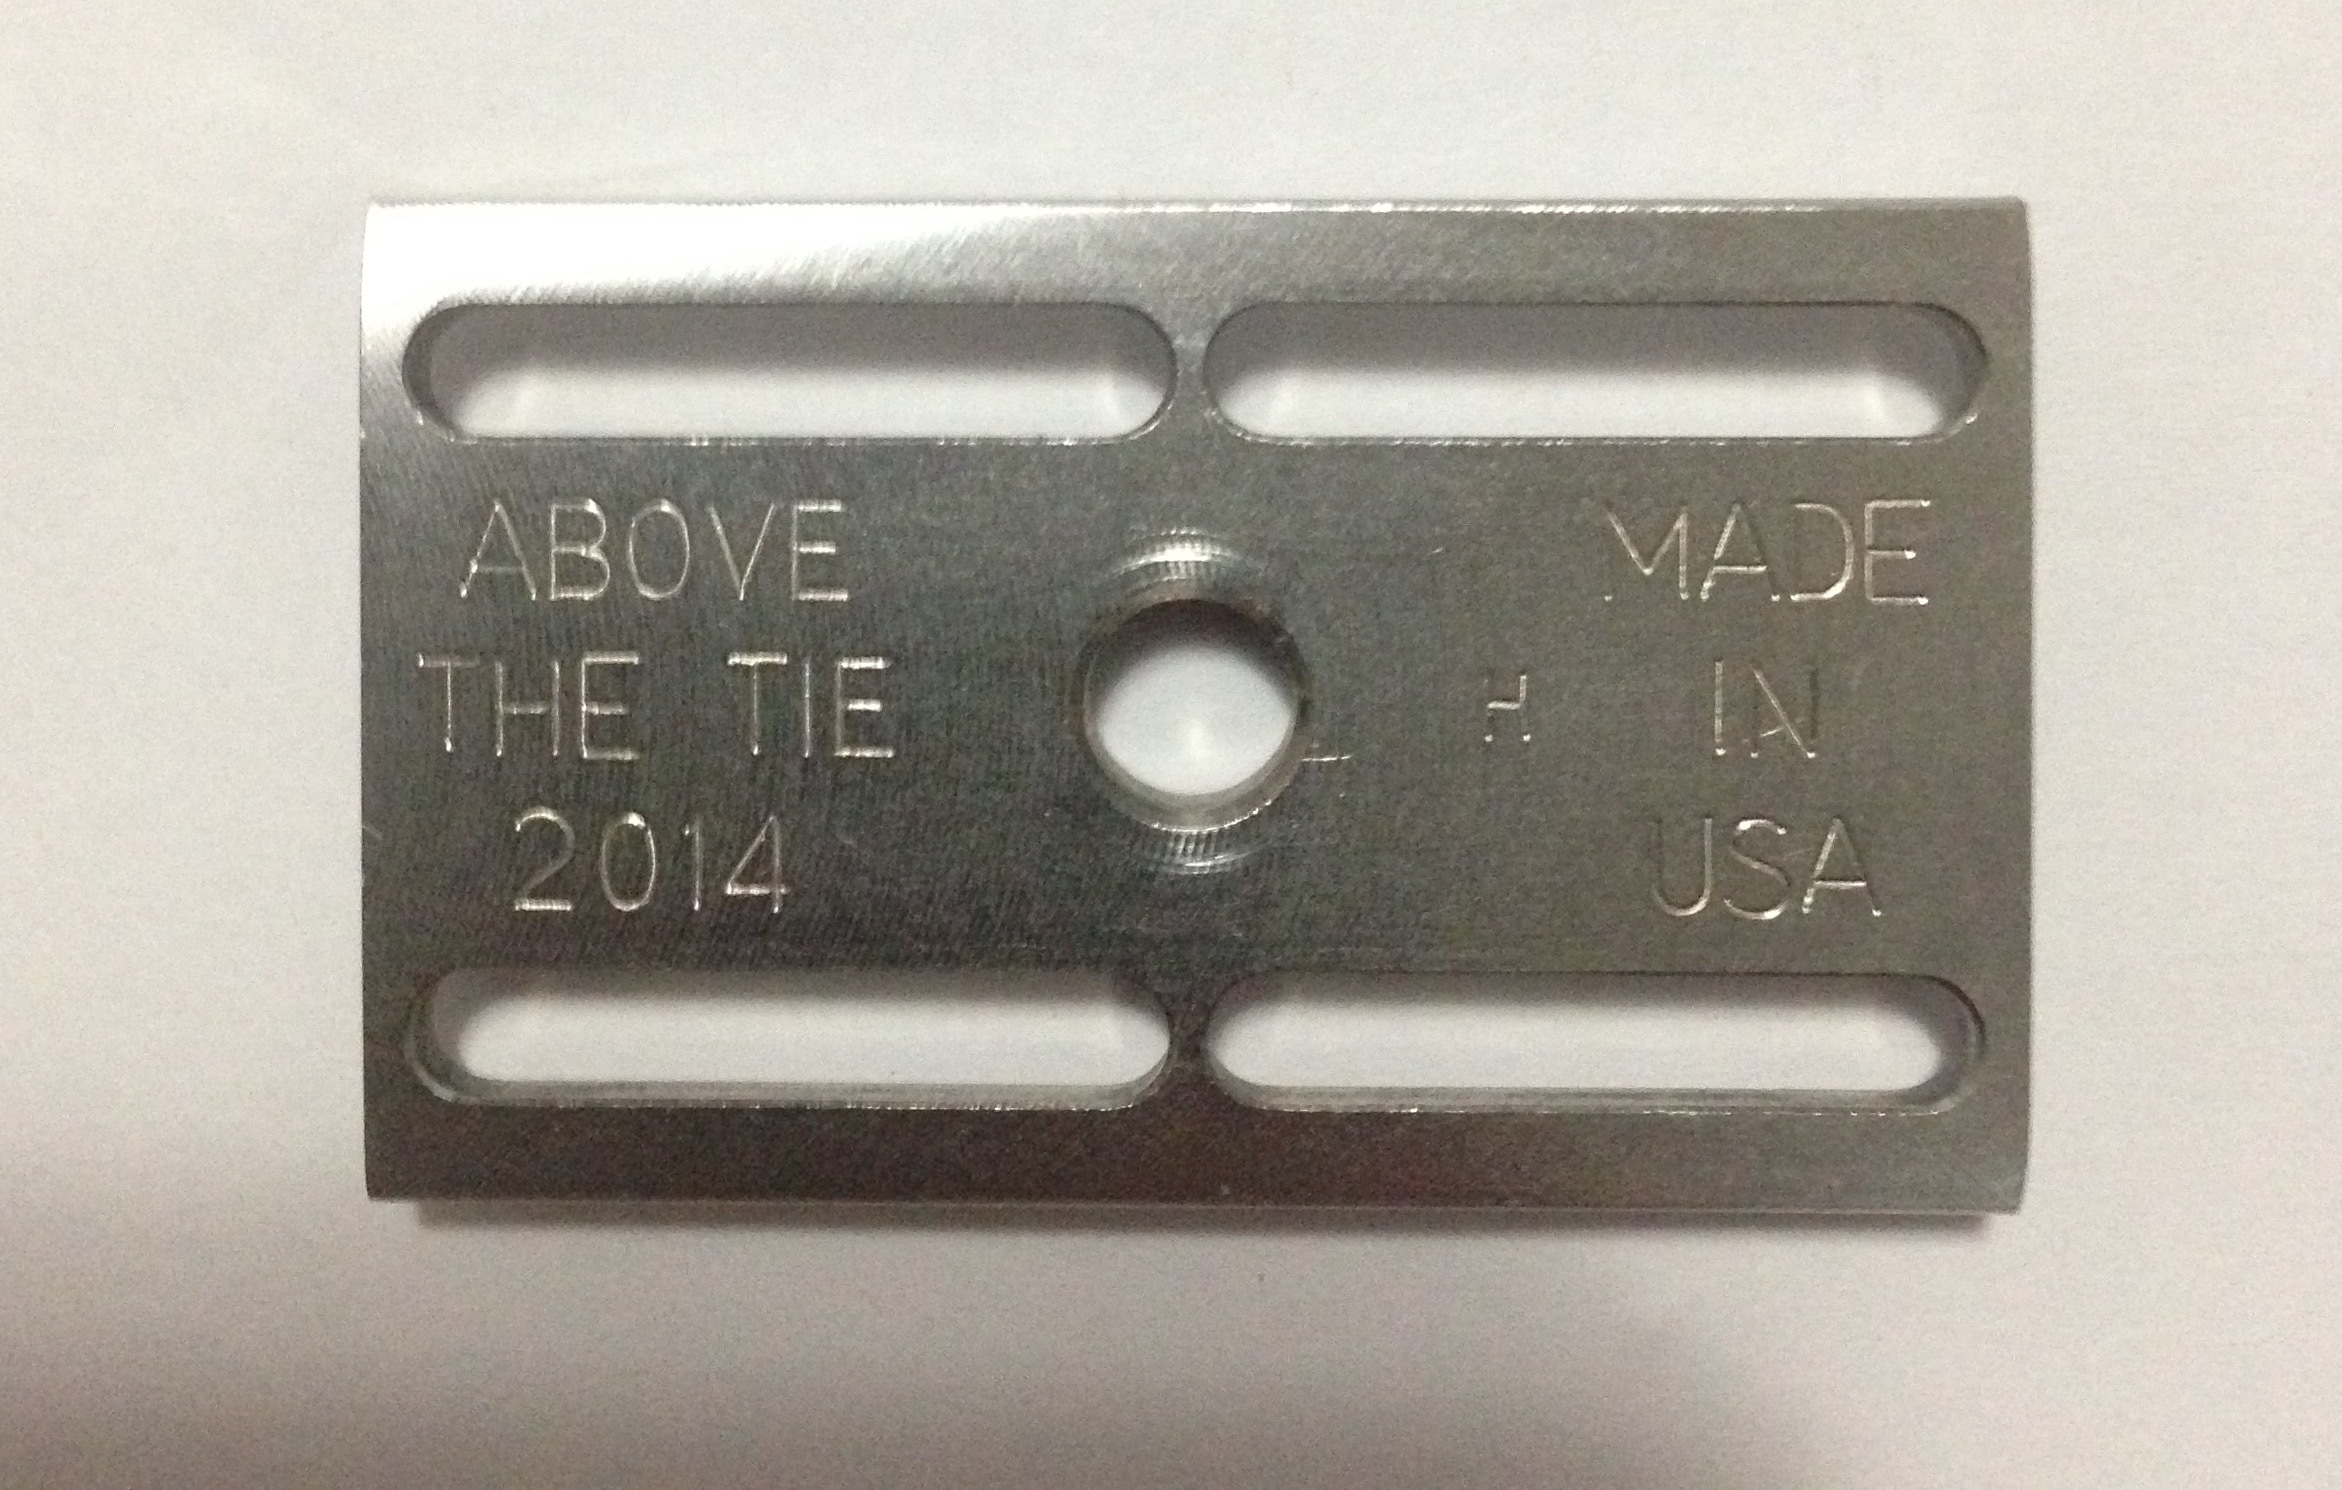 ABOVE
THE TIE
2014
H
MADE
IN
USA